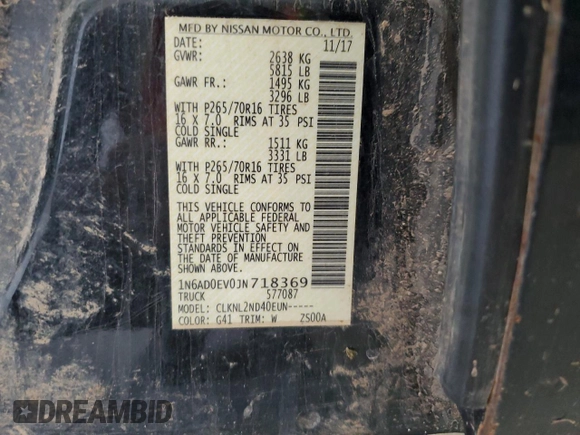 MFD BY NISSAN MOTOR CO., LTD.
DATE: 11/17
GVWR: 2638 KG
5815 LB
GAWR FR.: 1495 KG
3296 LB
WITH P265/70R16 TIRES
16 X 7.0 RIMS AT 35 PSI
COLD SINGLE
GAWR RR.: 1511 KG
3331 LB
WITH P265/70R16 TIRES
16 X 7.0 RIMS AT 35 PSI
COLD SINGLE
THIS VEHICLE CONFORMS TO
ALL APPLICABLE FEDERAL
MOTOR VEHICLE SAFETY AND
THEFT PREVENTION
STANDARDS IN EFFECT ON
THE DATE OF MANUFACTURE
SHOWN ABOVE.
1N6AD0EV0JN718369
TRUCK 577087
MODEL: CLKNL2ND40EUN-----
COLOR: G41 TRIM: W ZS00A
DREAMBID